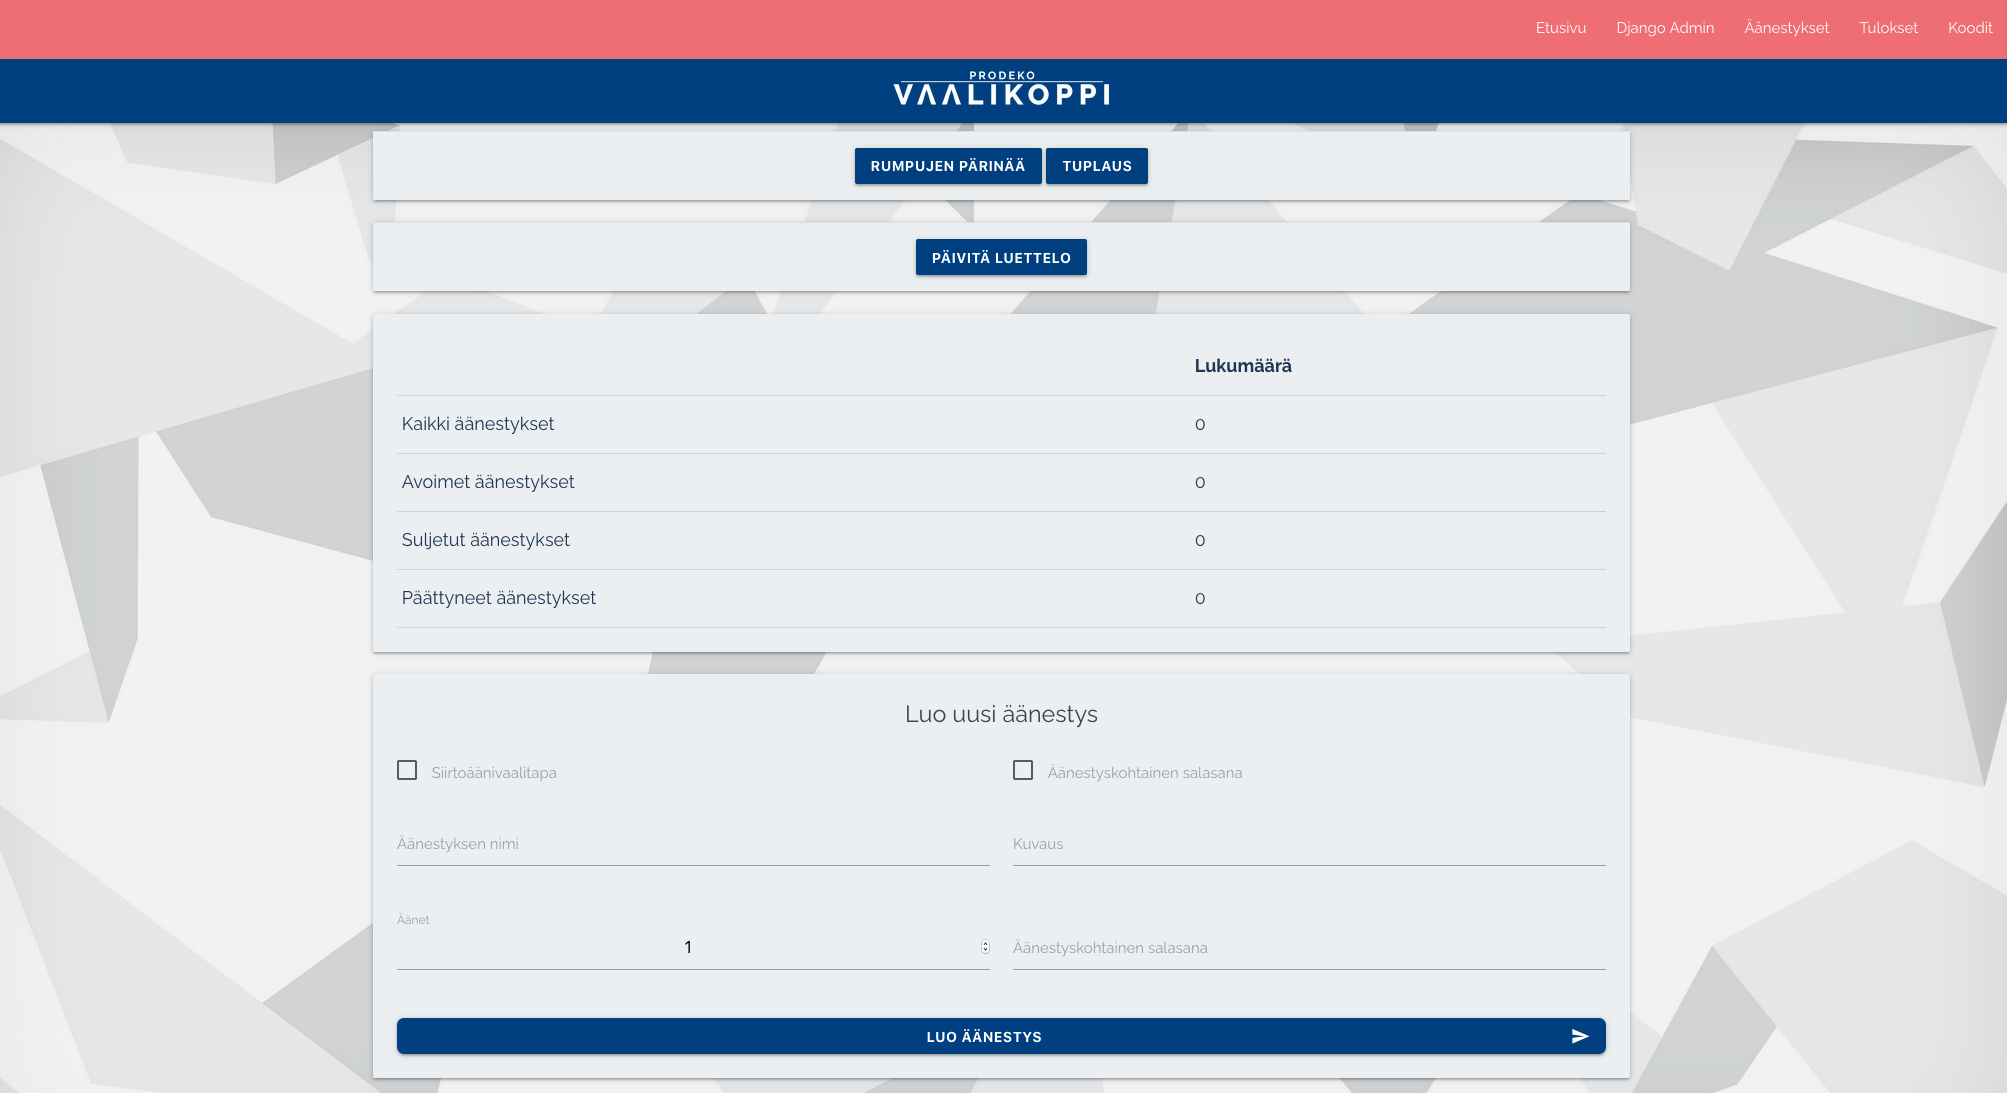 Etusivu Django Admin Äänestykset Tulokset Koodit
PRODEKO
VAALIKOPPI
RUMPUJEN PÄRINÄÄ TUPLAUS
PÄIVITÄ LUETTELO
Lukumäärä
Kaikki äänestykset 0
Avoimet äänestykset 0
Suljetut äänestykset 0
Päättyneet äänestykset 0
Luo uusi äänestys
Siirtoäänivaalitapa Äänestyskohtainen salasana
Äänestyksen nimi Kuvaus
Äänet
1 Äänestyskohtainen salasana
LUO ÄÄNESTYS